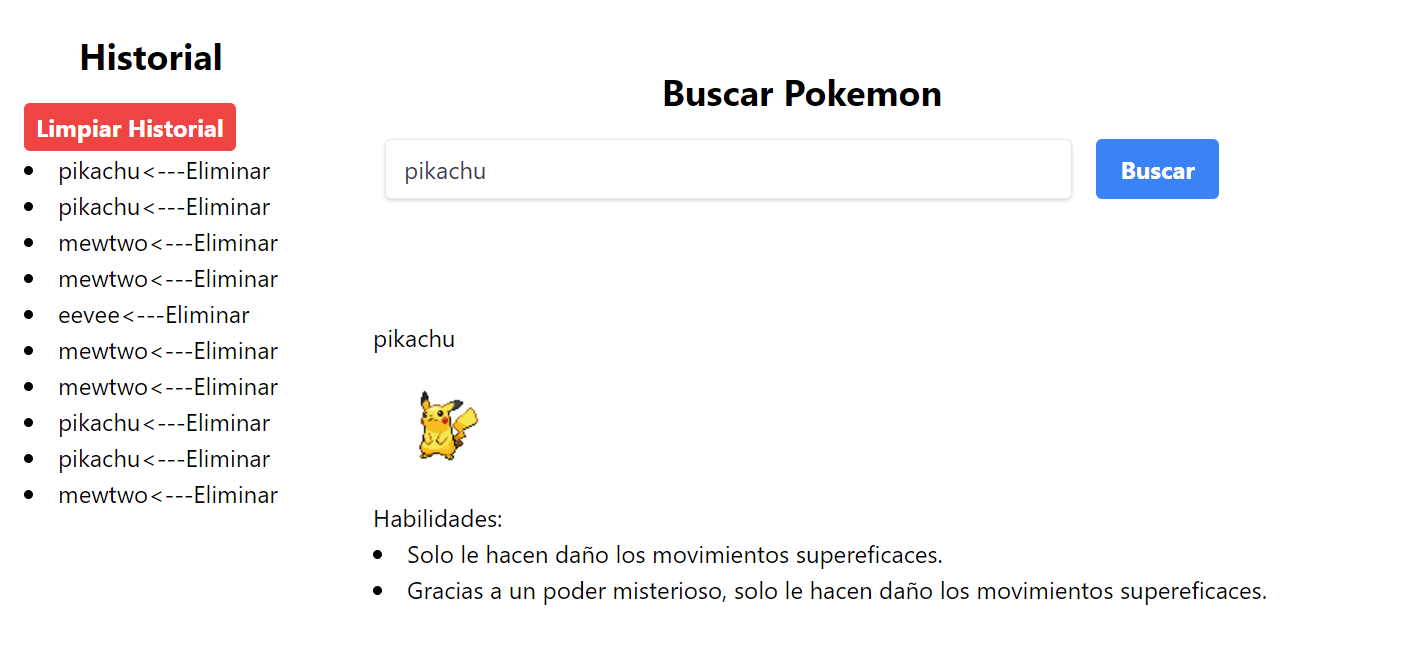 Historial
Limpiar Historial
pikachu<---Eliminar
pikachu<---Eliminar
mewtwo<---Eliminar
mewtwo<---Eliminar
eevee<---Eliminar
mewtwo<---Eliminar
mewtwo<---Eliminar
pikachu<---Eliminar
pikachu<---Eliminar
mewtwo<---Eliminar
Buscar Pokemon
pikachu
Buscar
pikachu
Habilidades:
Solo le hacen daño los movimientos supereficaces.
Gracias a un poder misterioso, solo le hacen daño los movimientos supereficaces.